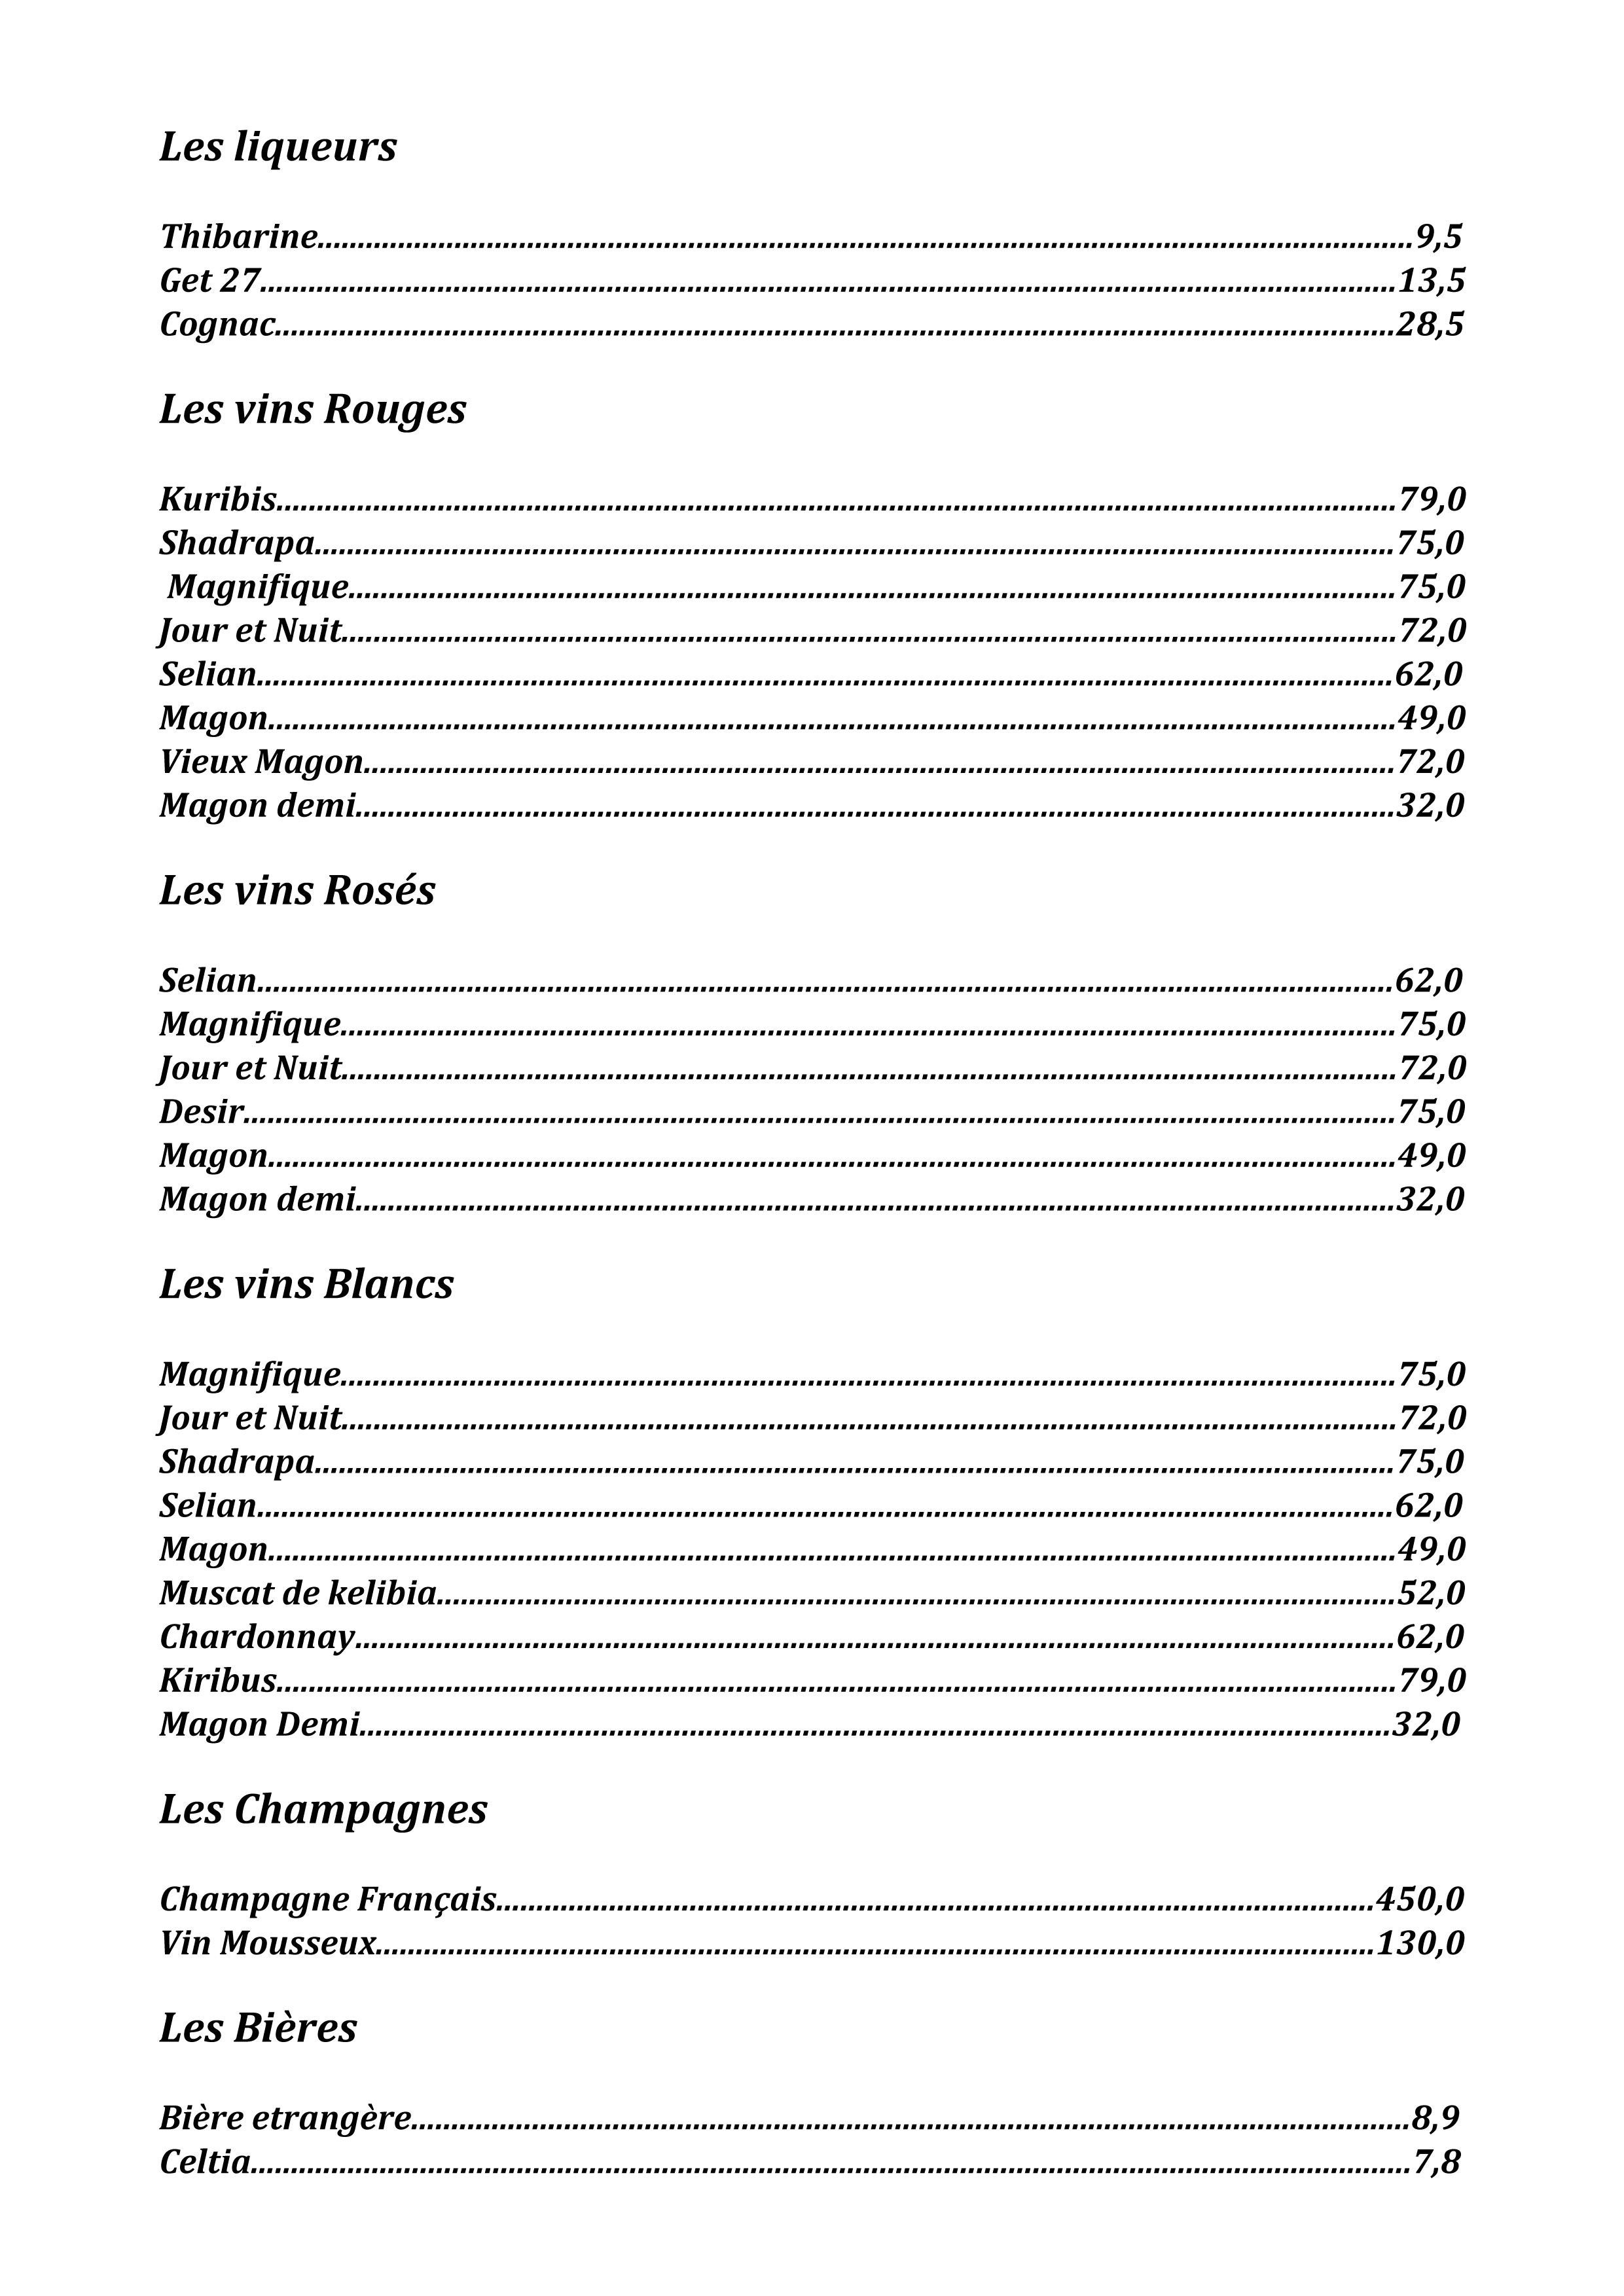 Les liqueurs
Thibarine........................................................................................................................................9,5
Get 27.............................................................................................................................................13,5
Cognac...........................................................................................................................................28,5
Les vins Rouges
Kuribis...........................................................................................................................................79,0
Shadrapa......................................................................................................................................75,0
Magnifique..................................................................................................................................75,0
Jour et Nuit...................................................................................................................................72,0
Selian.............................................................................................................................................62,0
Magon............................................................................................................................................49,0
Vieux Magon................................................................................................................................72,0
Magon demi.................................................................................................................................32,0
Les vins Rosés
Selian.............................................................................................................................................62,0
Magnifique...................................................................................................................................75,0
Jour et Nuit...................................................................................................................................72,0
Desir...............................................................................................................................................75,0
Magon............................................................................................................................................49,0
Magon demi.................................................................................................................................32,0
Les vins Blancs
Magnifique...................................................................................................................................75,0
Jour et Nuit...................................................................................................................................72,0
Shadrapa......................................................................................................................................75,0
Selian.............................................................................................................................................62,0
Magon............................................................................................................................................49,0
Muscat de kelibia.......................................................................................................................52,0
Chardonnay.................................................................................................................................62,0
Kiribus...........................................................................................................................................79,0
Magon Demi................................................................................................................................32,0
Les Champagnes
Champagne Français.............................................................................................................450,0
Vin Mousseux............................................................................................................................130,0
Les Bières
Bière etrangère............................................................................................................................8,9
Celtia................................................................................................................................................7,8